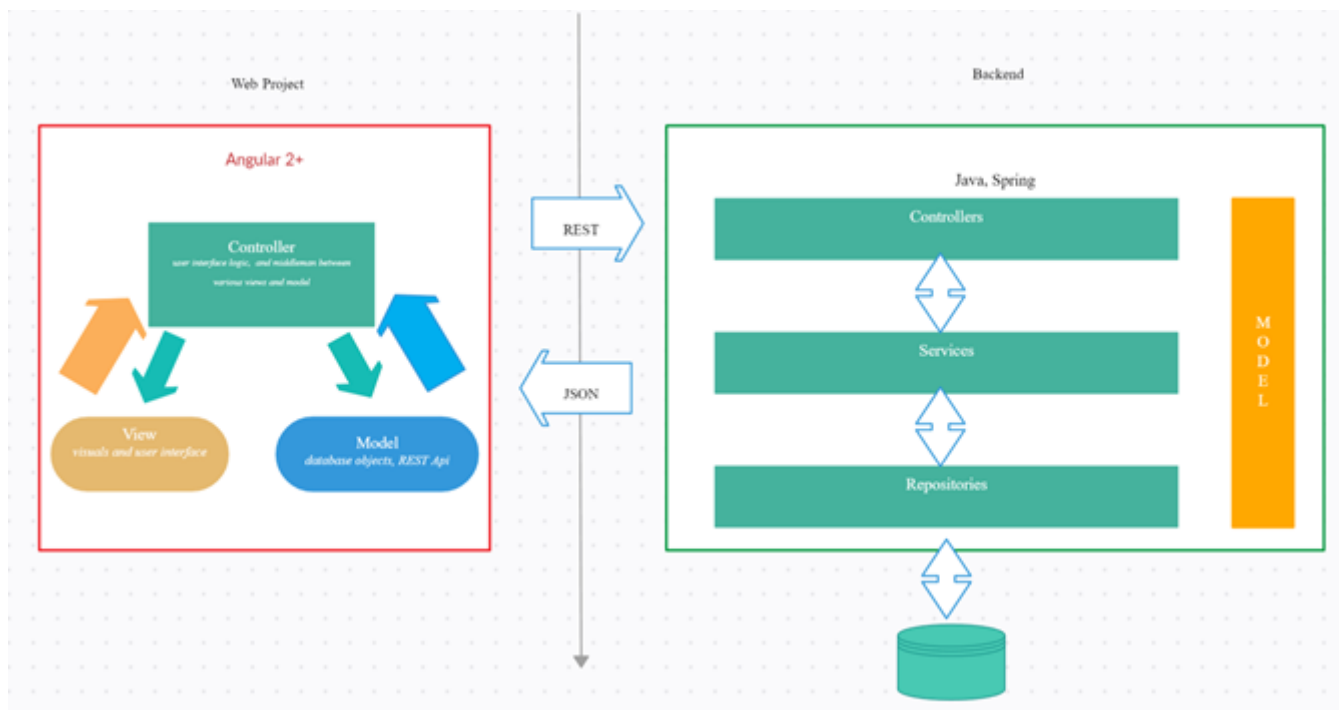 Web Project
Angular 2+
Controller
user interface logic, and middleman between
various views and model
View
visuals and user interface
Model
database objects, REST Api
REST
JSON
Backend
Java, Spring
Controllers
Services
Repositories
M
O
D
E
L